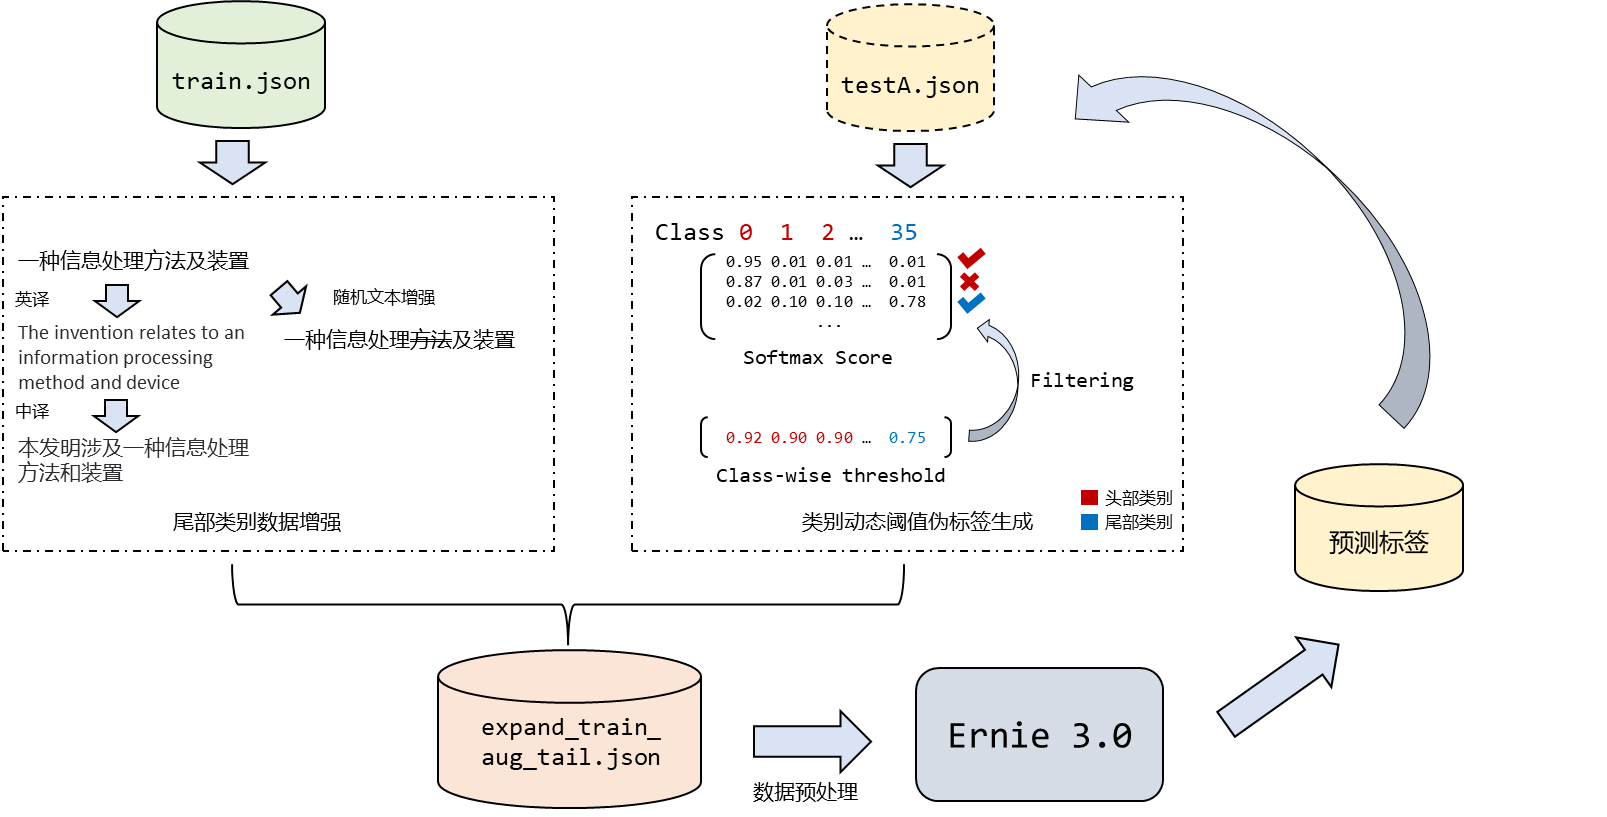 train.json
testA.json
一种信息处理方法及装置
英译
The invention relates to an
information processing
method and device
中译
本发明涉及一种信息处理
方法和装置
随机文本增强
一种信息处理方法及装置
尾部类别数据增强
Class 0 1 2 … 35
0.95 0.01 0.01 … 0.01
0.87 0.01 0.03 … 0.01
0.02 0.10 0.10 … 0.78
...
Softmax Score
Filtering
0.92 0.90 0.90 … 0.75
Class-wise threshold
头部类别
尾部类别
类别动态阈值伪标签生成
预测标签
expand_train_
aug_tail.json
数据预处理
Ernie 3.0